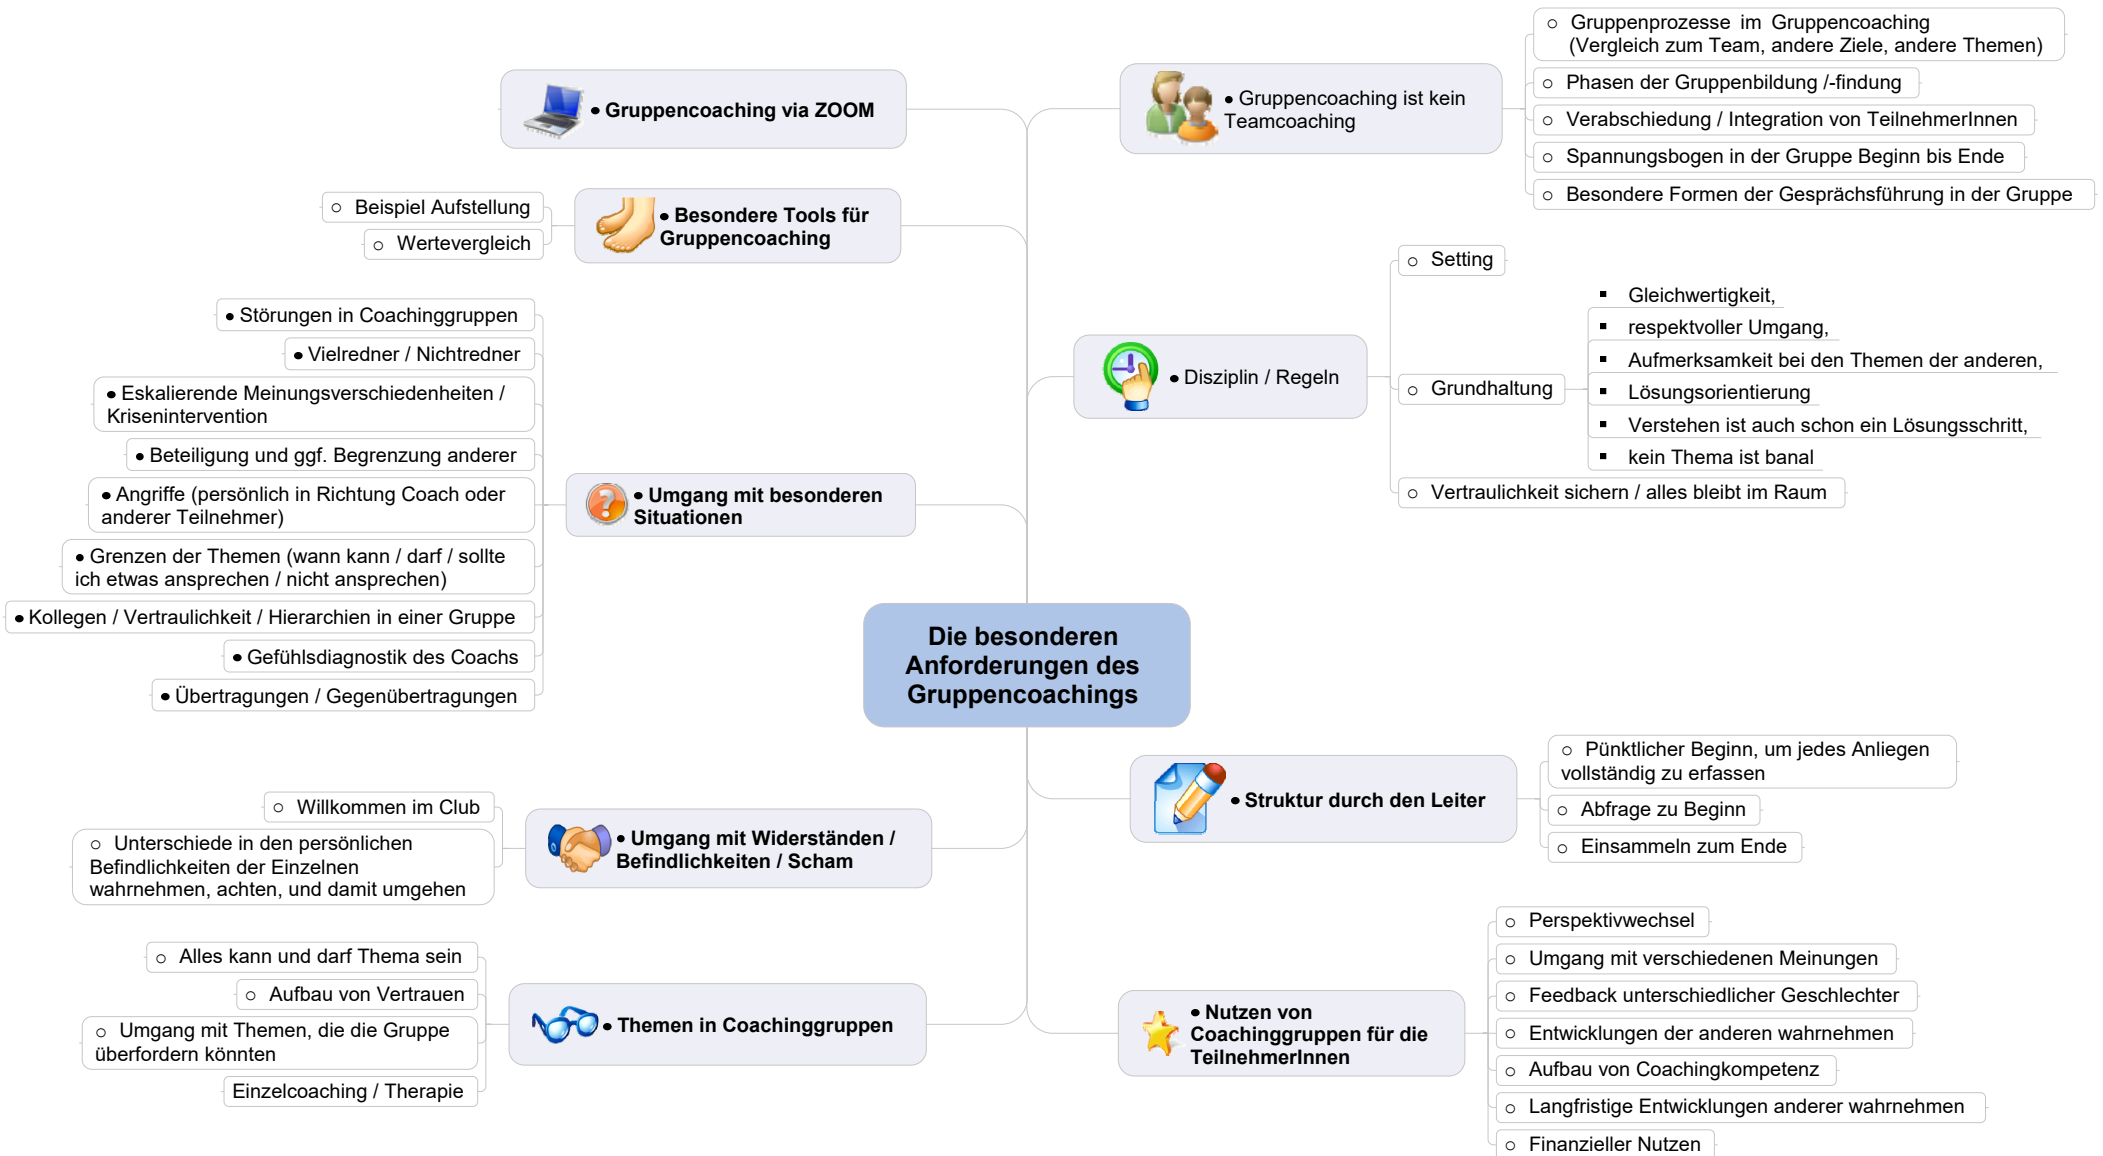 Die besonderen
Anforderungen des
Gruppencoachings
• Gruppencoaching ist kein
Teamcoaching
○ Gruppenprozesse im Gruppencoaching
(Vergleich zum Team, andere Ziele, andere Themen)
○ Phasen der Gruppenbildung /-findung
○ Verabschiedung / Integration von TeilnehmerInnen
○ Spannungsbogen in der Gruppe Beginn bis Ende
○ Besondere Formen der Gesprächsführung in der Gruppe
• Disziplin / Regeln
○ Setting
○ Grundhaltung
▪ Gleichwertigkeit,
▪ respektvoller Umgang,
▪ Aufmerksamkeit bei den Themen der anderen,
▪ Lösungsorientierung
▪ Verstehen ist auch schon ein Lösungsschritt,
▪ kein Thema ist banal
○ Vertraulichkeit sichern / alles bleibt im Raum
• Struktur durch den Leiter
○ Pünktlicher Beginn, um jedes Anliegen
vollständig zu erfassen
○ Abfrage zu Beginn
○ Einsammeln zum Ende
• Nutzen von
Coachinggruppen für die
TeilnehmerInnen
○ Perspektivwechsel
○ Umgang mit verschiedenen Meinungen
○ Feedback unterschiedlicher Geschlechter
○ Entwicklungen der anderen wahrnehmen
○ Aufbau von Coachingkompetenz
○ Langfristige Entwicklungen anderer wahrnehmen
○ Finanzieller Nutzen
• Gruppencoaching via ZOOM
• Besondere Tools für
Gruppencoaching
○ Beispiel Aufstellung
○ Wertevergleich
• Umgang mit besonderen
Situationen
• Störungen in Coachinggruppen
• Vielredner / Nichtredner
• Eskalierende Meinungsverschiedenheiten /
Krisenintervention
• Beteiligung und ggf. Begrenzung anderer
• Angriffe (persönlich in Richtung Coach oder
anderer Teilnehmer)
• Grenzen der Themen (wann kann / darf / sollte
ich etwas ansprechen / nicht ansprechen)
• Kollegen / Vertraulichkeit / Hierarchien in einer Gruppe
• Gefühlsdiagnostik des Coachs
• Übertragungen / Gegenübertragungen
• Umgang mit Widerständen /
Befindlichkeiten / Scham
○ Willkommen im Club
○ Unterschiede in den persönlichen
Befindlichkeiten der Einzelnen
wahrnehmen, achten, und damit umgehen
• Themen in Coachinggruppen
○ Alles kann und darf Thema sein
○ Aufbau von Vertrauen
○ Umgang mit Themen, die die Gruppe
überfordern könnten
Einzelcoaching / Therapie